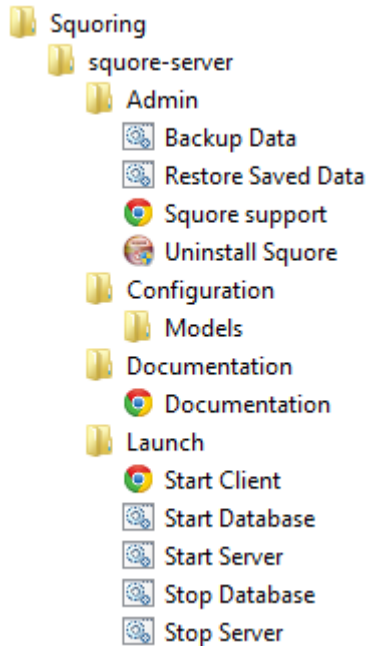 Squoring
squore-server
Admin
Backup Data
Restore Saved Data
Squore support
Uninstall Squore
Configuration
Models
Documentation
Documentation
Launch
Start Client
Start Database
Start Server
Stop Database
Stop Server